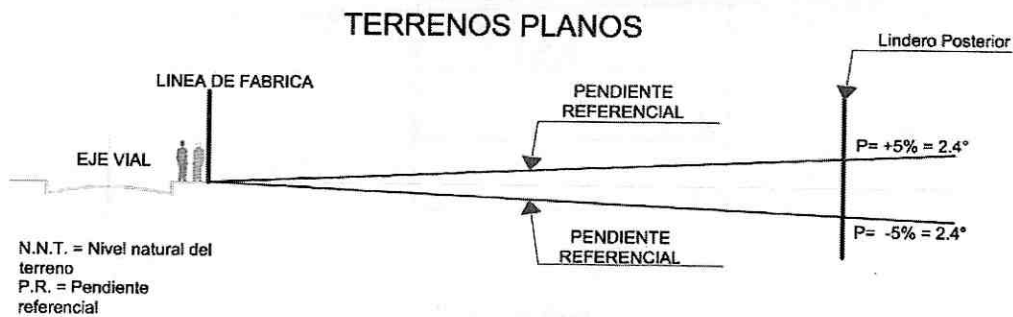 TERRENOS PLANOS
Lindero Posterior
LINEA DE FABRICA
PENDIENTE
REFERENCIAL
EJE VIAL
P= +5% = 2.4°
PENDIENTE
REFERENCIAL
P= -5% = 2.4°
N.N.T. = Nivel natural del
terreno
P.R. = Pendiente
referencial